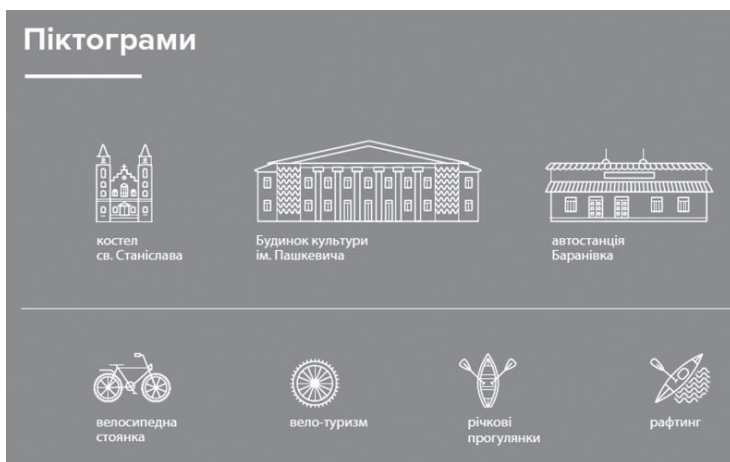 Піктограми
костел
св. Станіслава
Будинок культури
ім. Пашкевича
автостанція
Баранівка
велосипедна
стоянка
вело-туризм
річкові
прогулянки
рафтинг